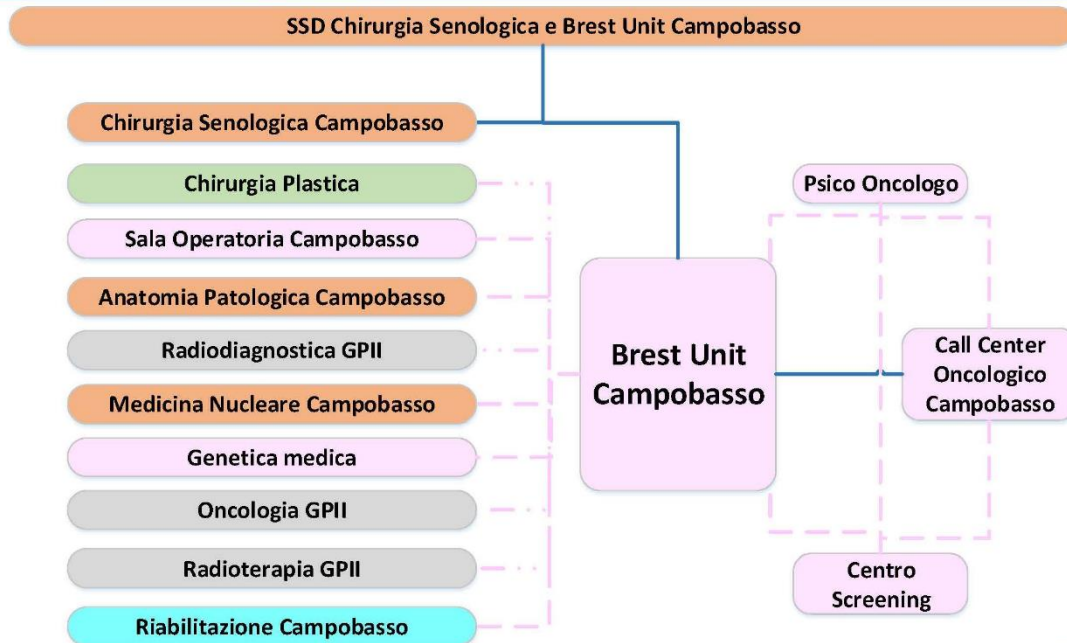 SSD Chirurgia Senologica e Brest Unit Campobasso
Chirurgia Senologica Campobasso
Chirurgia Plastica
Sala Operatoria Campobasso
Anatomia Patologica Campobasso
Radiodiagnostica GPII
Medicina Nucleare Campobasso
Genetica medica
Oncologia GPII
Radioterapia GPII
Riabilitazione Campobasso
Brest Unit
Campobasso
Psico Oncologo
Call Center
Oncologico
Campobasso
Centro
Screening